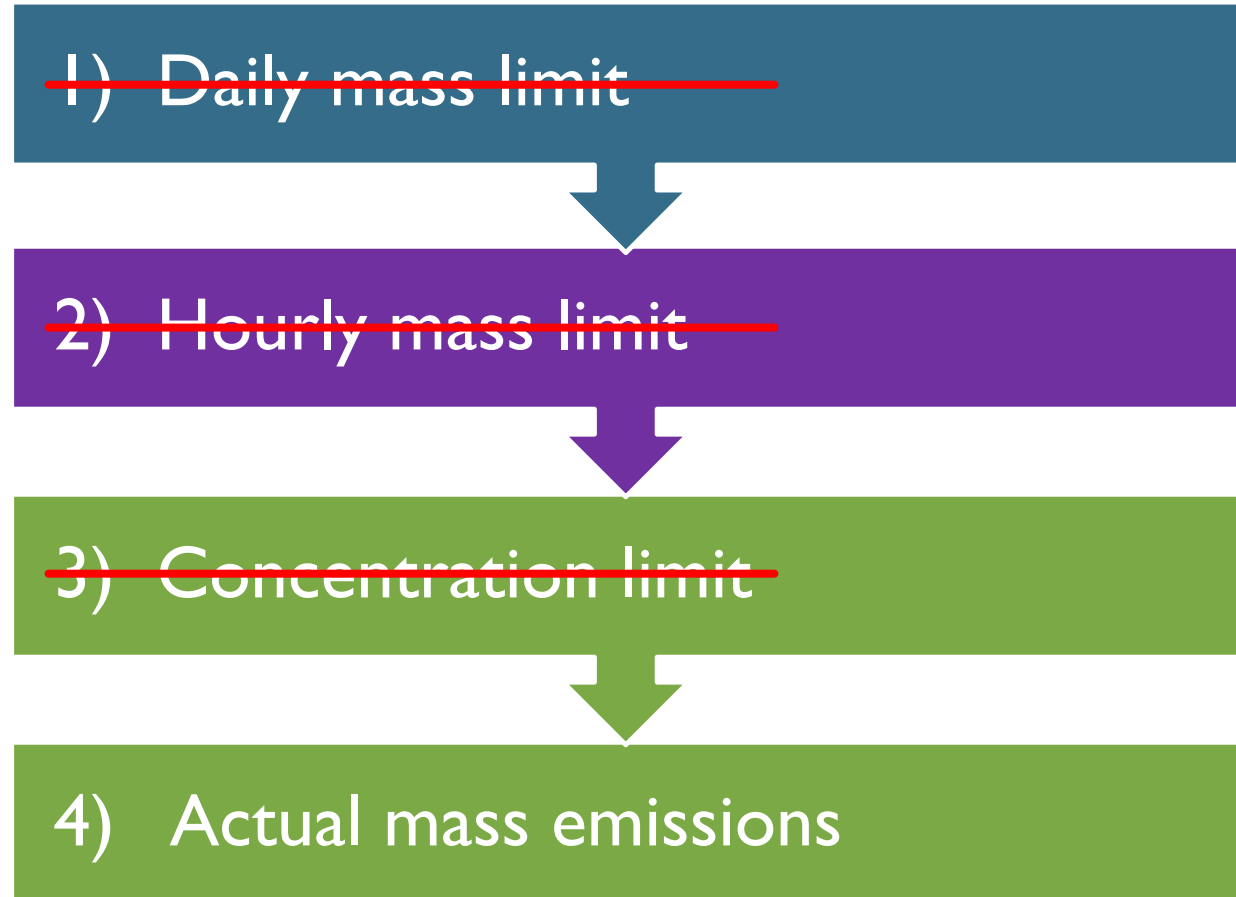 1) Daily mass limit
2) Hourly mass limit
3) Concentration limit
4) Actual mass emissions